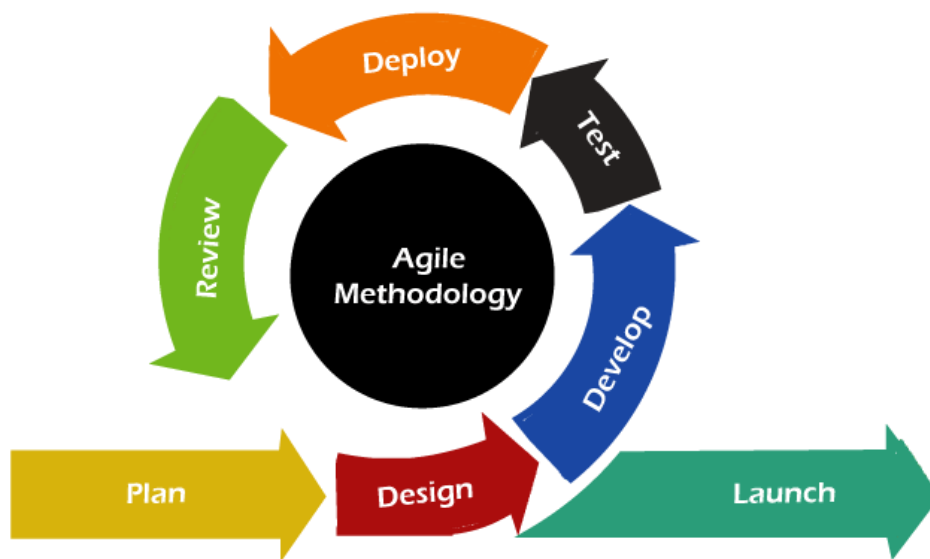 Deploy
Test
Review
Agile
Methodology
Develop
Plan
Design
Launch